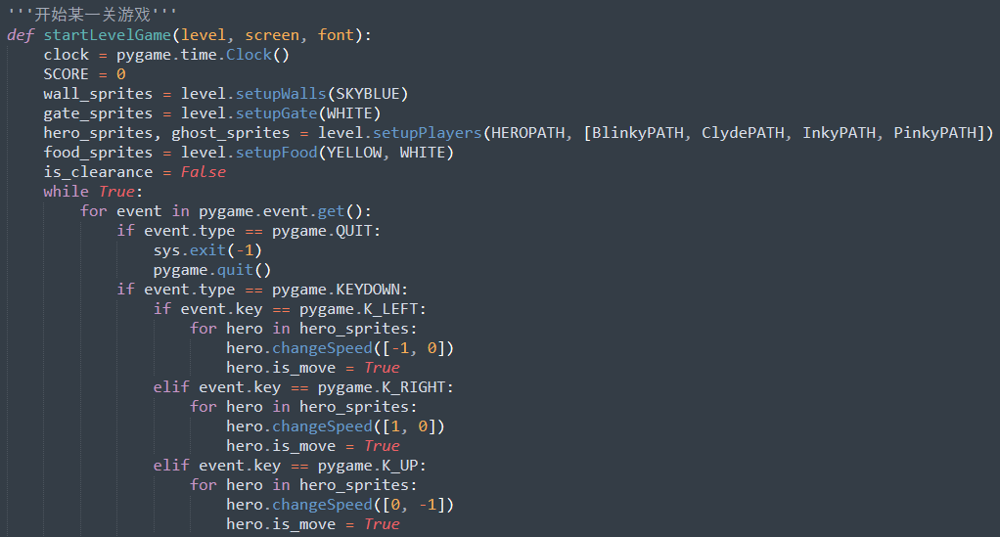 '''开始某一关游戏'''
def startLevelGame(level, screen, font):
    clock = pygame.time.Clock()
    SCORE = 0
    wall_sprites = level.setupWalls(SKYBLUE)
    gate_sprites = level.setupGate(WHITE)
    hero_sprites, ghost_sprites = level.setupPlayers(HEROPATH, [BlinkyPATH, ClydePATH, InkyPATH, PinkyPATH])
    food_sprites = level.setupFood(YELLOW, WHITE)
    is_clearance = False
    while True:
        for event in pygame.event.get():
            if event.type == pygame.QUIT:
                sys.exit(-1)
                pygame.quit()
            if event.type == pygame.KEYDOWN:
                if event.key == pygame.K_LEFT:
                    for hero in hero_sprites:
                        hero.changeSpeed([-1, 0])
                        hero.is_move = True
                elif event.key == pygame.K_RIGHT:
                    for hero in hero_sprites:
                        hero.changeSpeed([1, 0])
                        hero.is_move = True
                elif event.key == pygame.K_UP:
                    for hero in hero_sprites:
                        hero.changeSpeed([0, -1])
                        hero.is_move = True